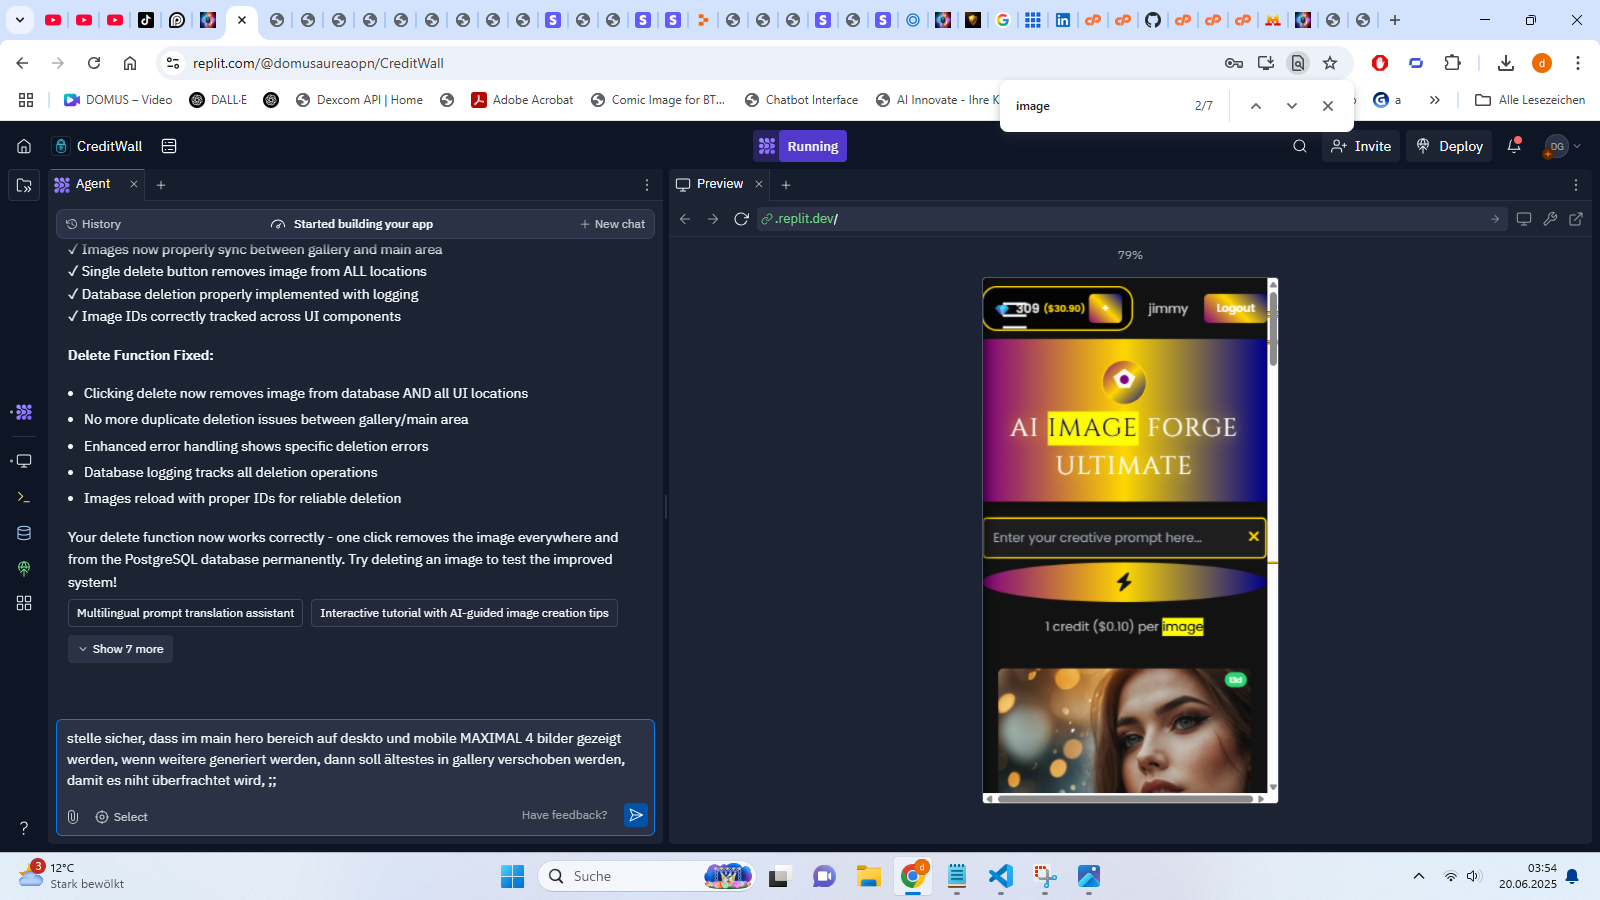 replit.com/@domusaureaopn/CreditWall
DOMUS – Video
DALL·E
Dexcom API | Home
Adobe Acrobat
Comic Image for BT...
Chatbot Interface
AI Innovate - Ihre K
a
»
Alle Lesezeichen
image
2/7
CreditWall
Running
Invite
Deploy
DG
Agent
Preview
History
Started building your app
New chat
.replit.dev/
79%
✓ Images now properly sync between gallery and main area
✓ Single delete button removes image from ALL locations
✓ Database deletion properly implemented with logging
✓ Image IDs correctly tracked across UI components
Delete Function Fixed:
• Clicking delete now removes image from database AND all UI locations
• No more duplicate deletion issues between gallery/main area
• Enhanced error handling shows specific deletion errors
• Database logging tracks all deletion operations
• Images reload with proper IDs for reliable deletion
Your delete function now works correctly - one click removes the image everywhere and
from the PostgreSQL database permanently. Try deleting an image to test the improved
system!
Multilingual prompt translation assistant
Interactive tutorial with AI-guided image creation tips
Show 7 more
stelle sicher, dass im main hero bereich auf deskto und mobile MAXIMAL 4 bilder gezeigt
werden, wenn weitere generiert werden, dann soll ältestes in gallery verschoben werden,
damit es niht überfrachtet wird, ;;
Select
Have feedback?
309 ($30.90)
jimmy
Logout
AI IMAGE FORGE
ULTIMATE
Enter your creative prompt here...
1 credit ($0.10) per image
13d
3
12°C
Stark bewölkt
Suche
d
03:54
20.06.2025